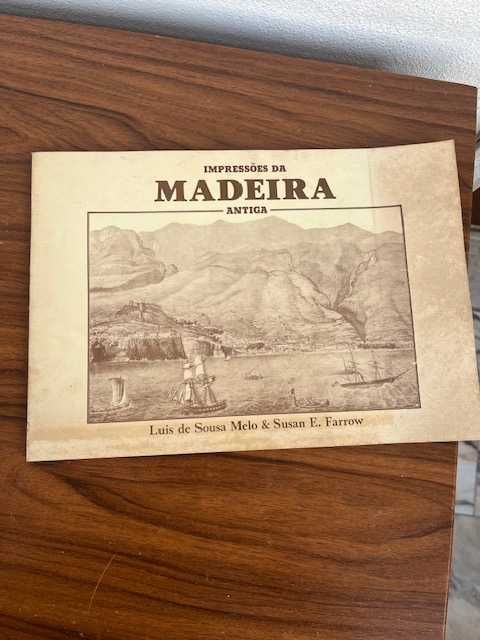 IMPRESSÕES DA
MADEIRA
ANTIGA
Luis de Sousa Melo & Susan E. Farrow